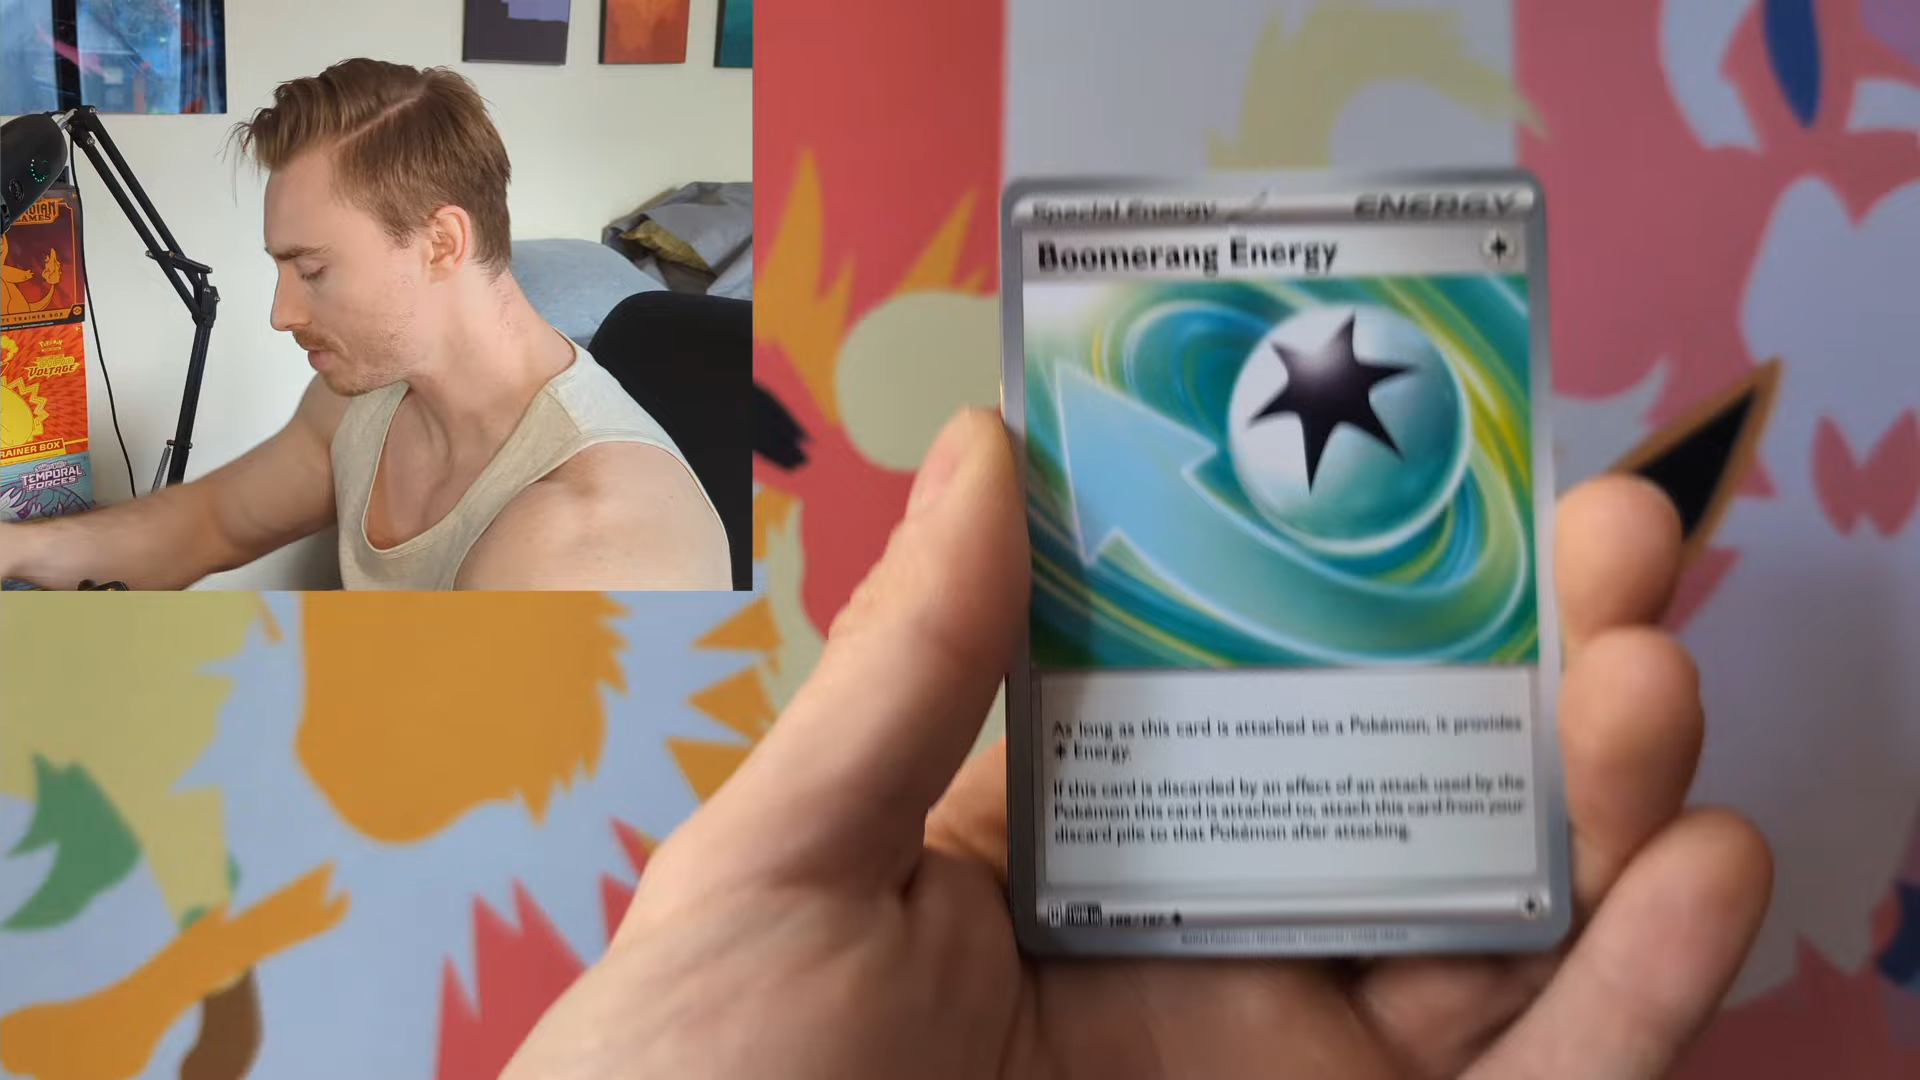 Special Energy ENERGY
Boomerang Energy
As long as this card is attached to a Pokémon, it provides
Energy.
If this card is discarded by an effect of an attack used by the
Pokémon this card is attached to, attach this card from your
discard pile to that Pokémon after attacking.
VOLTAGE
TRAINER BOX
TEMPORAL
FORCES